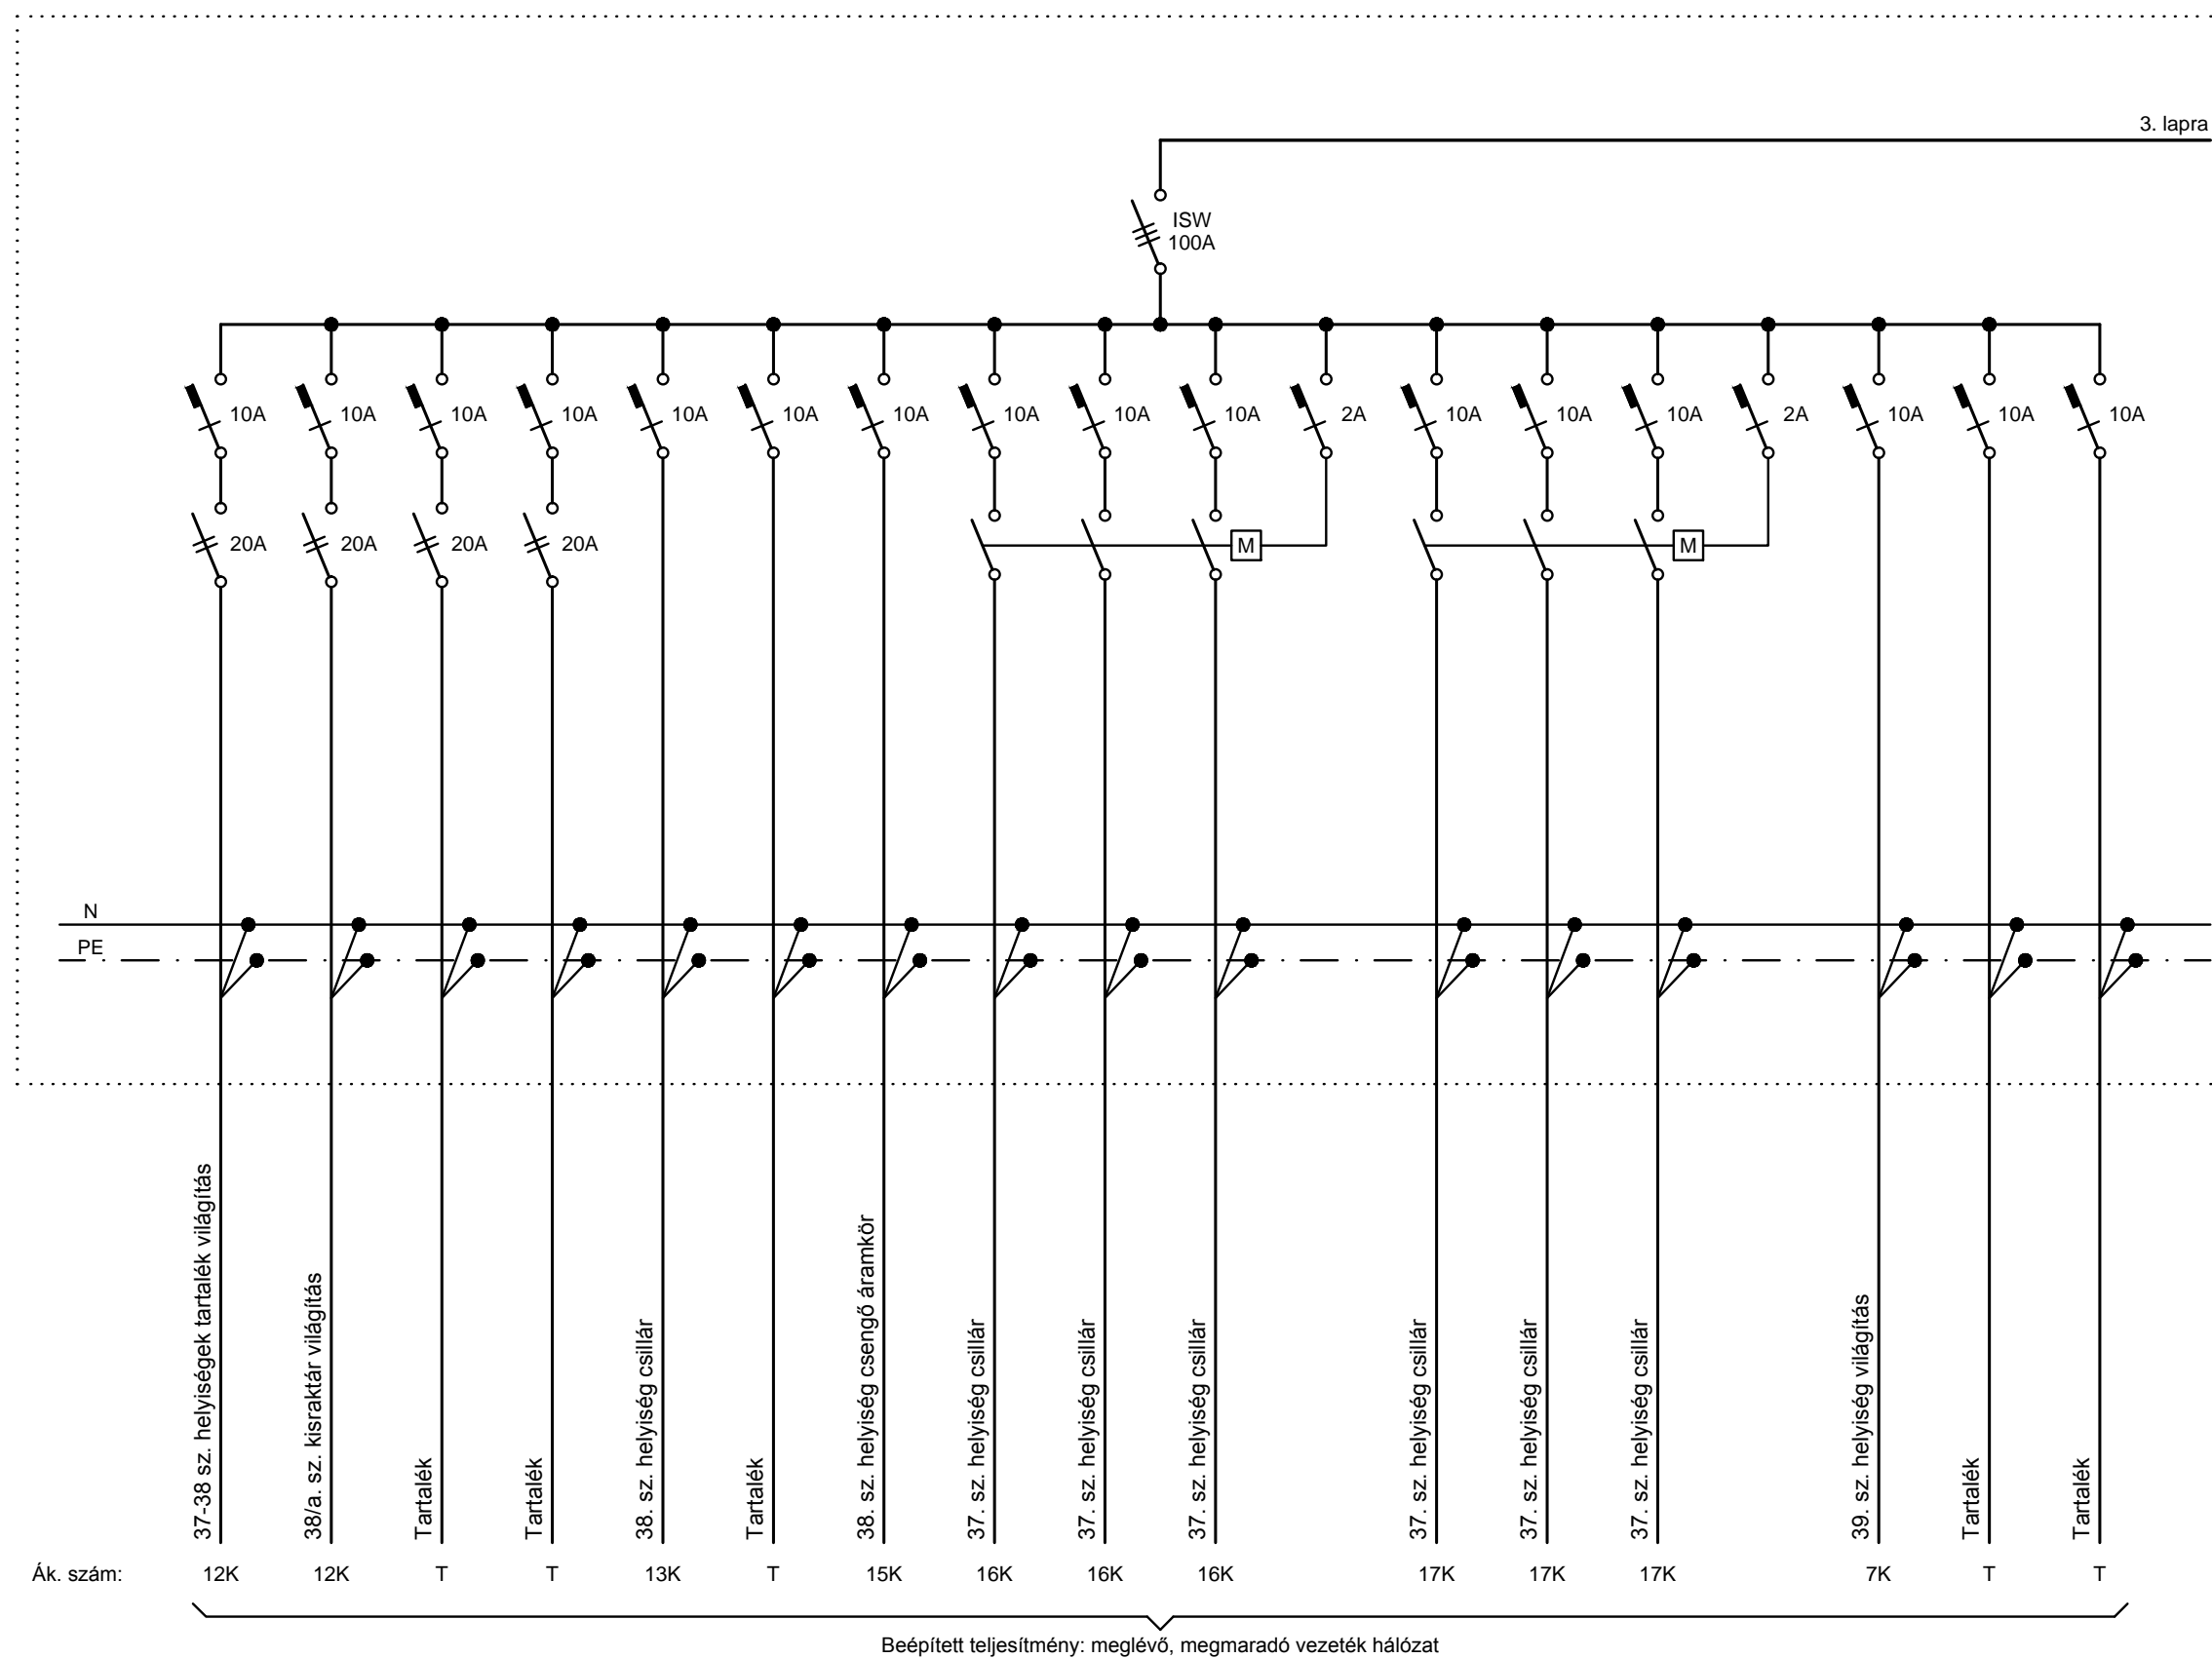 3. lapra
ISW
100A
10A 10A 10A 10A 10A 10A 10A 10A 10A 10A 2A 10A 10A 10A 2A 10A 10A 10A
20A 20A 20A 20A M M
N
PE
37-38 sz. helyiségek tartalék világítás
38/a. sz. kisraktár világítás
Tartalék
Tartalék
38. sz. helyiség csillár
Tartalék
38. sz. helyiség csengő áramkör
37. sz. helyiség csillár
37. sz. helyiség csillár
37. sz. helyiség csillár
37. sz. helyiség csillár
37. sz. helyiség csillár
37. sz. helyiség csillár
39. sz. helyiség világítás
Tartalék
Tartalék
Ák. szám: 12K 12K T T 13K T 15K 16K 16K 16K 17K 17K 17K 7K T T
Beépített teljesítmény: meglévő, megmaradó vezeték hálózat